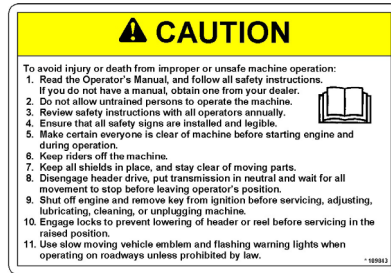 CAUTION
To avoid injury or death from improper or unsafe machine operation:
1. Read the Operator's Manual, and follow all safety instructions.
If you do not have a manual, obtain one from your dealer.
2. Do not allow untrained persons to operate the machine.
3. Review safety instructions with all operators annually.
4. Ensure that all safety signs are installed and legible.
5. Make certain everyone is clear of machine before starting engine and
during operation.
6. Keep riders off the machine.
7. Keep all shields in place, and stay clear of moving parts.
8. Disengage header drive, put transmission in neutral and wait for all
movement to stop before leaving operator's position.
9. Shut off engine and remove key from ignition before servicing, adjusting,
lubricating, cleaning, or unplugging machine.
10. Engage locks to prevent lowering of header or reel before servicing in the
raised position.
11. Use slow moving vehicle emblem and flashing warning lights when
operating on roadways unless prohibited by law.
* 109843